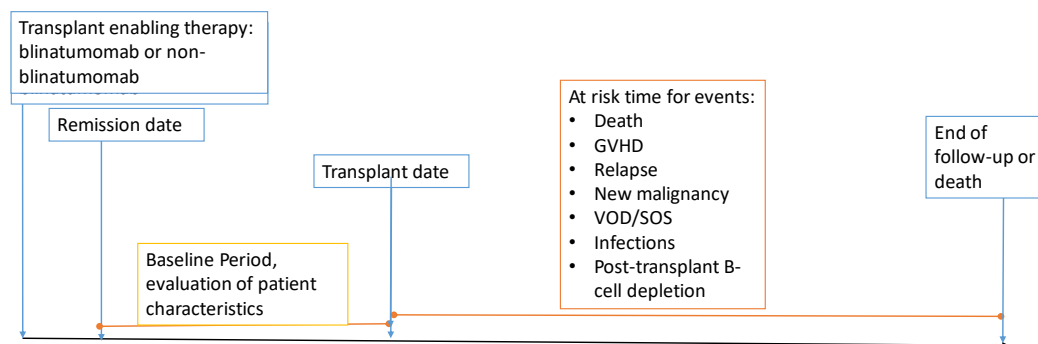 Transplant enabling therapy:
blinatumomab or non-
blinatumomab
Remission date
Transplant date
Baseline Period,
evaluation of patient
characteristics
At risk time for events:
• Death
• GVHD
• Relapse
• New malignancy
• VOD/SOS
• Infections
• Post-transplant B-
cell depletion
End of
follow-up or
death